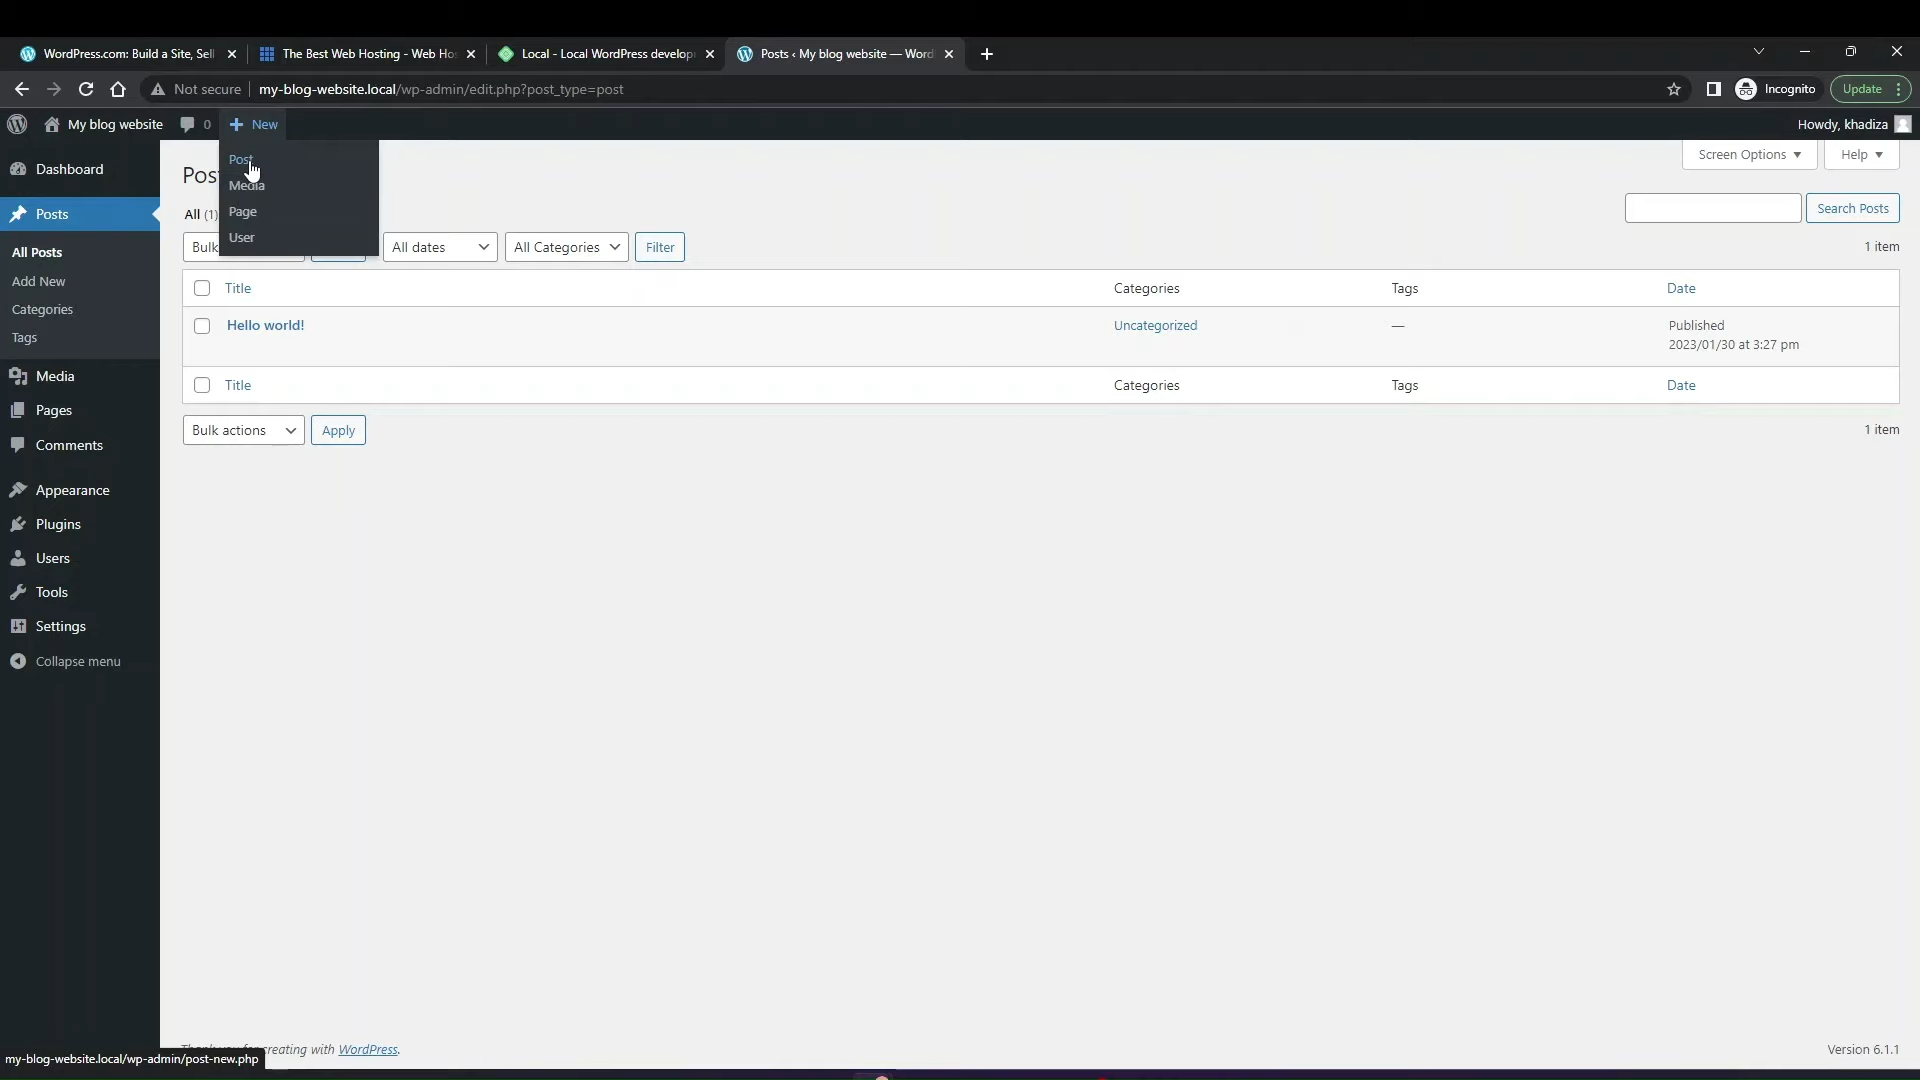 WordPress.com: Build a Site, Sell
The Best Web Hosting - Web Hos
Local - Local WordPress develop
Posts ‹ My blog website — Word
Not secure my-blog-website.local/wp-admin/edit.php?post_type=post
Incognito
Update
My blog website 0 New
Howdy, khadiza
Post
Media
Page
User
Screen Options
Help
Dashboard
Posts
All Posts
Add New
Categories
Tags
Media
Pages
Comments
Appearance
Plugins
Users
Tools
Settings
Collapse menu
Pos
All (1)
Search Posts
Bulk
All dates
All Categories
Filter
1 item
Title Categories Tags Date
Hello world! Uncategorized — Published
2023/01/30 at 3:27 pm
Title Categories Tags Date
Bulk actions
Apply
1 item
creating with WordPress.
Version 6.1.1
my-blog-website.local/wp-admin/post-new.php